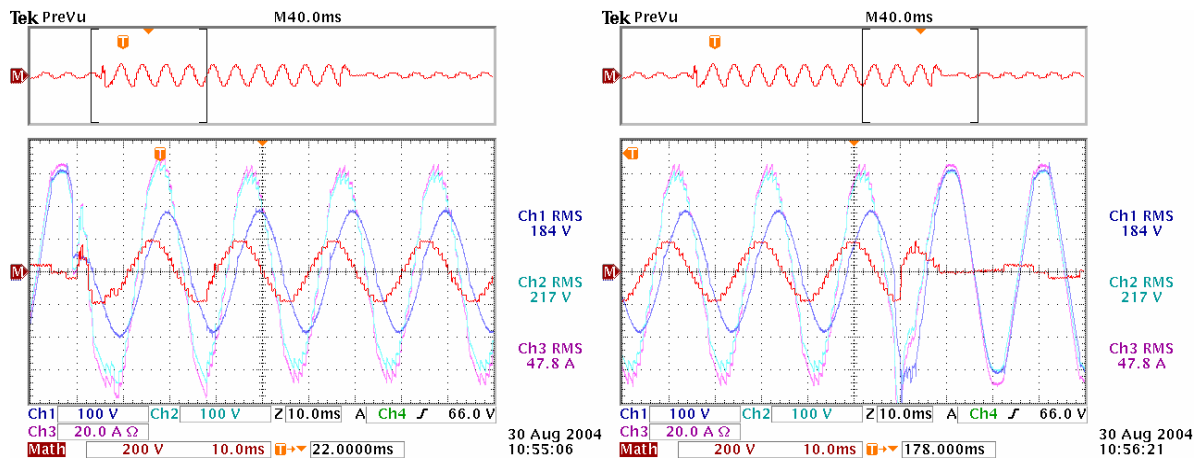 Tek PreVu M40.0ms
T
M
T
M
Ch1 RMS
184 V
Ch2 RMS
217 V
Ch3 RMS
47.8 A
Ch1 100 V Ch2 100 V Z 10.0ms A Ch4 66.0 V
Ch3 20.0 A Ω
Math 200 V 10.0ms T 22.0000ms
30 Aug 2004
10:55:06
Tek PreVu M40.0ms
T
M
T
M
Ch1 RMS
184 V
Ch2 RMS
217 V
Ch3 RMS
47.8 A
Ch1 100 V Ch2 100 V Z 10.0ms A Ch4 66.0 V
Ch3 20.0 A Ω
Math 200 V 10.0ms T 178.000ms
30 Aug 2004
10:56:21